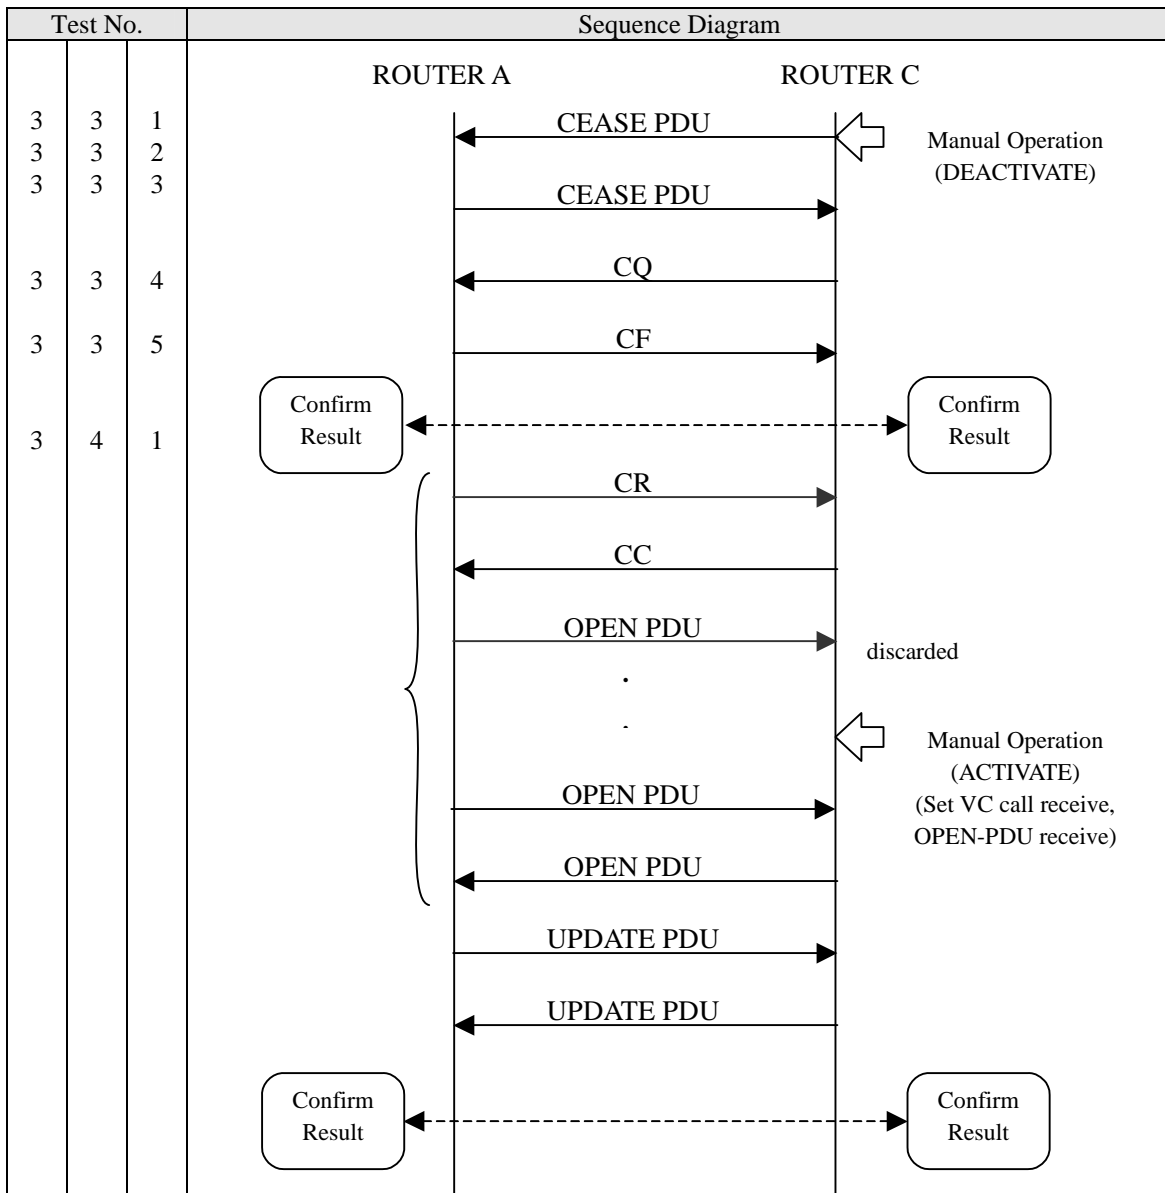 Test No. Sequence Diagram
ROUTER A ROUTER C
3 3 1 CEASE PDU
Manual Operation
3 3 2
(DEACTIVATE)
3 3 3
CEASE PDU
3 3 4 CQ
3 3 5 CF
Confirm Confirm
Result Result
3 4 1
CR
CC
OPEN PDU
discarded
.
.
Manual Operation
(ACTIVATE)
OPEN PDU
(Set VC call receive,
OPEN-PDU receive)
OPEN PDU
UPDATE PDU
UPDATE PDU
Confirm Confirm
Result Result